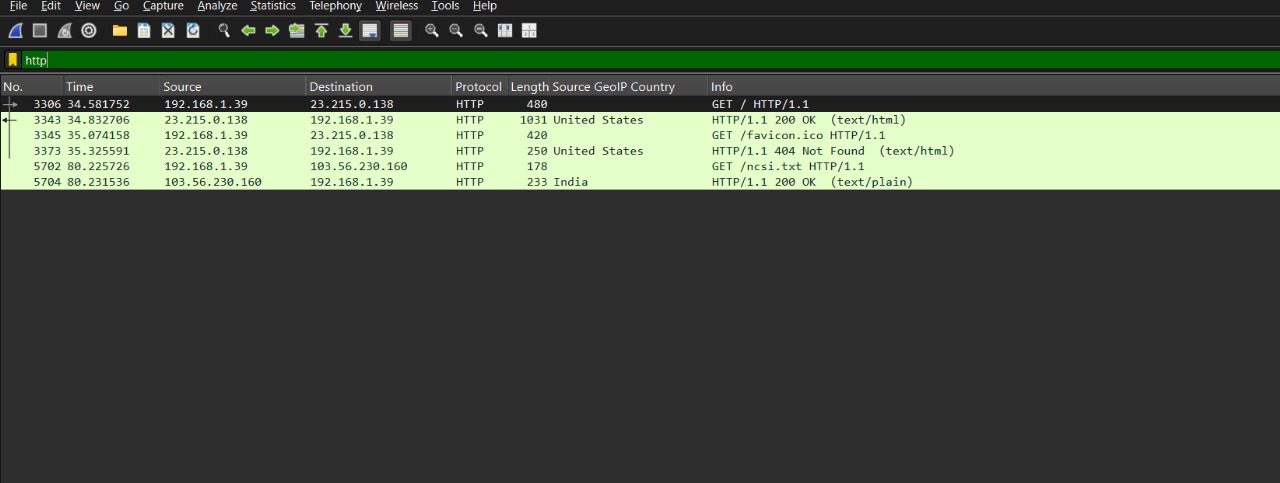 File Edit View Go Capture Analyze Statistics Telephony Wireless Tools Help
http
No. Time Source Destination Protocol Length Source GeoIP Country Info
3306 34.581752 192.168.1.39 23.215.0.138 HTTP 480 GET / HTTP/1.1
3343 34.832706 23.215.0.138 192.168.1.39 HTTP 1031 United States HTTP/1.1 200 OK (text/html)
3345 35.074158 192.168.1.39 23.215.0.138 HTTP 420 GET /favicon.ico HTTP/1.1
3373 35.325591 23.215.0.138 192.168.1.39 HTTP 250 United States HTTP/1.1 404 Not Found (text/html)
5702 80.225726 192.168.1.39 103.56.230.160 HTTP 178 GET /ncsi.txt HTTP/1.1
5704 80.231536 103.56.230.160 192.168.1.39 HTTP 233 India HTTP/1.1 200 OK (text/plain)